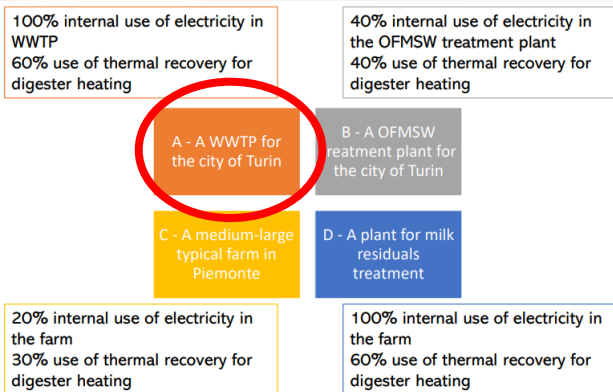 100% internal use of electricity in
WWTP
60% use of thermal recovery for
digester heating
40% internal use of electricity in
the OFMSW treatment plant
40% use of thermal recovery for
digester heating
A - A WWTP for
the city of Turin
B - A OFMSW
treatment plant for
the city of Turin
C - A medium-large
typical farm in
Piemonte
D - A plant for milk
residuals
treatment
20% internal use of electricity in
the farm
30% use of thermal recovery for
digester heating
100% internal use of electricity in
the farm
60% use of thermal recovery for
digester heating